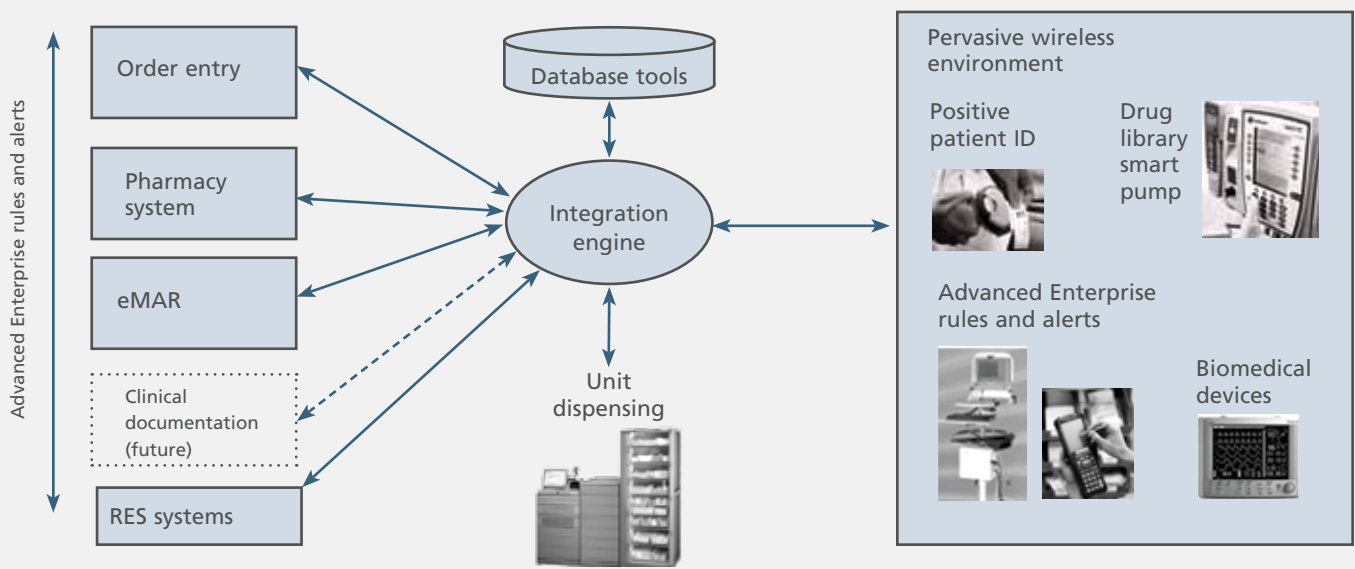 Advanced Enterprise rules and alerts
Order entry
Pharmacy
system
eMAR
Clinical
documentation
(future)
RES systems
Database tools
Integration
engine
Unit
dispensing
Pervasive wireless
environment
Positive
patient ID
Drug
library
smart
pump
Advanced Enterprise
rules and alerts
Biomedical
devices